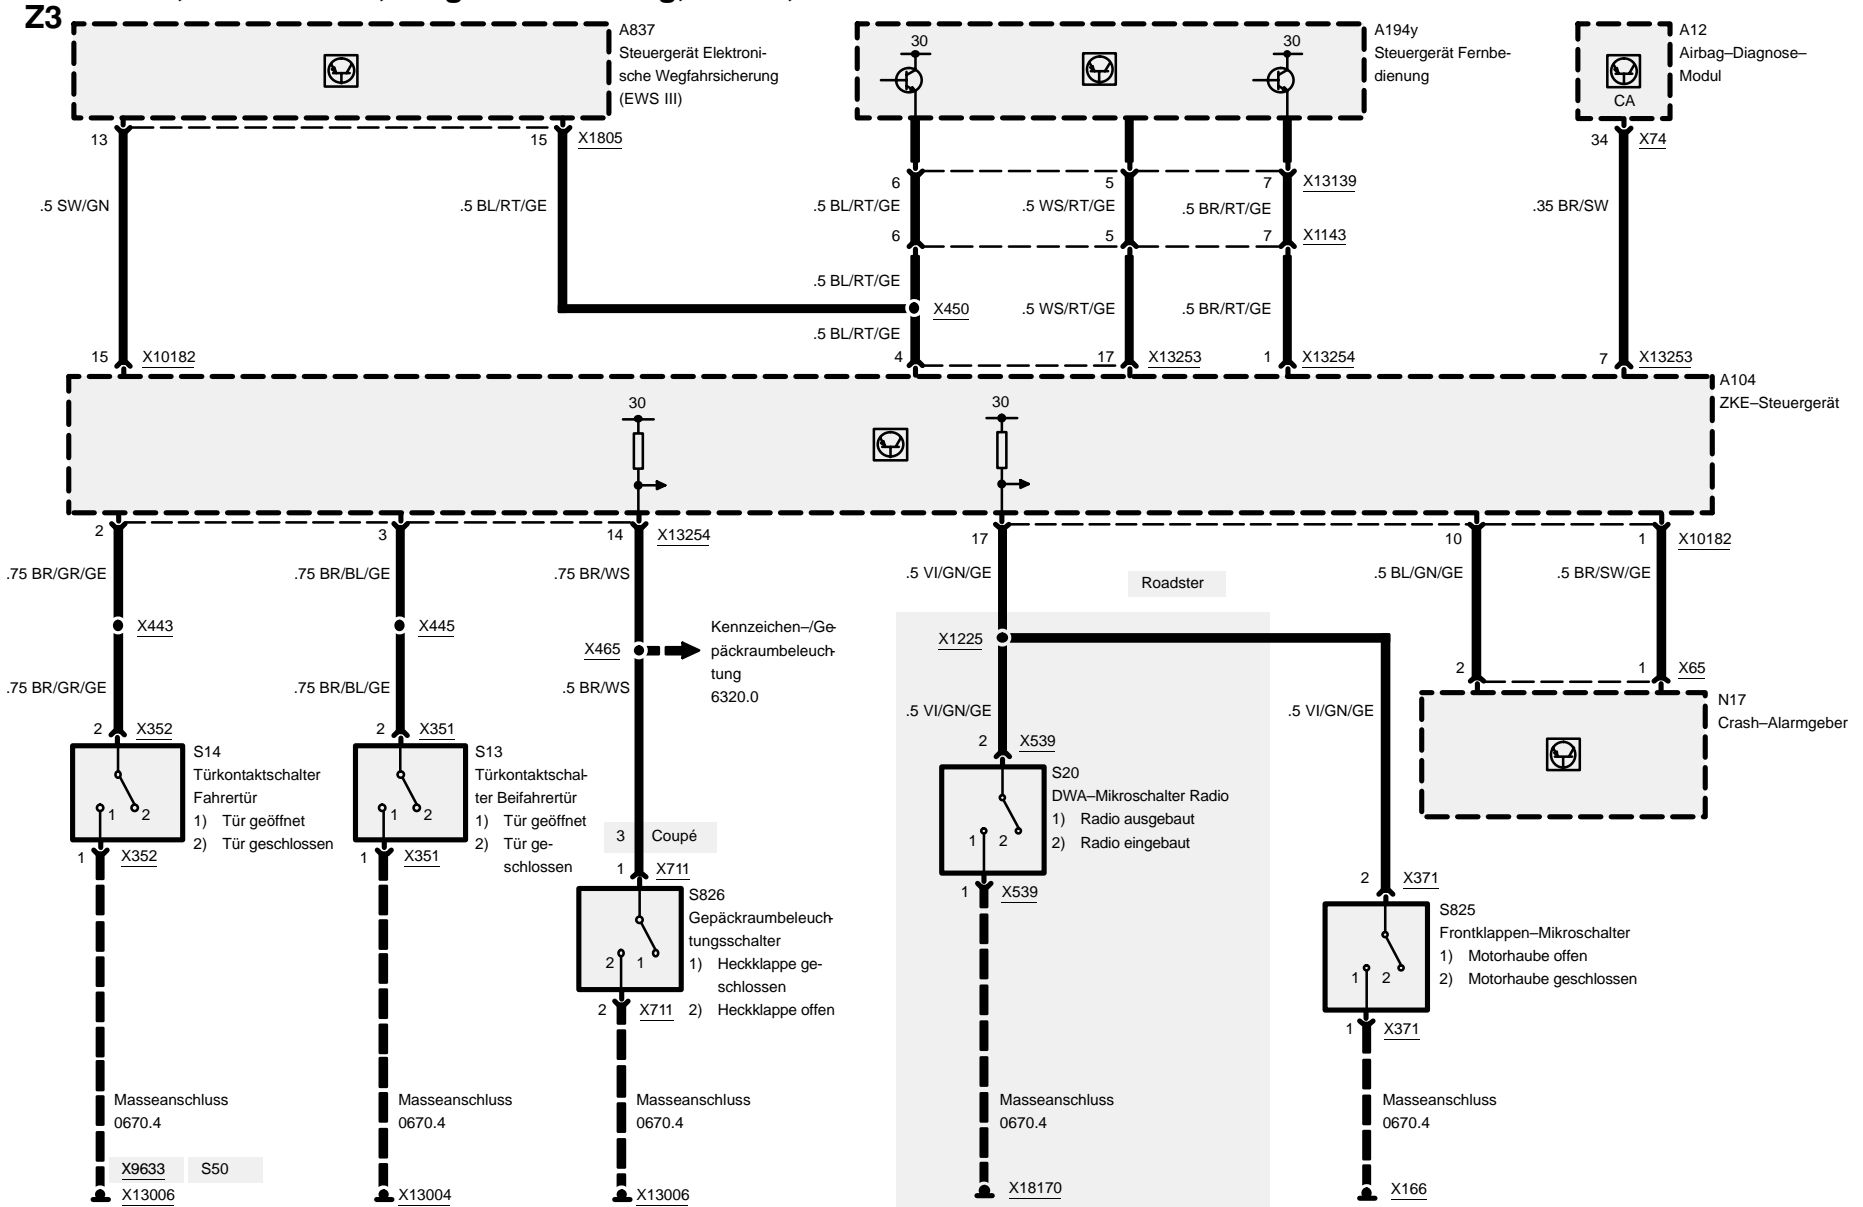 Z3
A837
Steuergerät Elektroni-
sche Wegfahrsicherung
(EWS III)
30
30
A194y
Steuergerät Fernbe-
dienung
CA
A12
Airbag–Diagnose–
Modul
13
15
X1805
34
X74
6
5
7
X13139
.5 SW/GN
.5 BL/RT/GE
.5 BL/RT/GE
.5 WS/RT/GE
.5 BR/RT/GE
.35 BR/SW
6
5
7
X1143
.5 BL/RT/GE
X450
.5 WS/RT/GE
.5 BR/RT/GE
.5 BL/RT/GE
15
X10182
4
17
X13253
1
X13254
7
X13253
A104
ZKE–Steuergerät
30
30
2
3
14
X13254
17
10
1
X10182
.75 BR/GR/GE
.75 BR/BL/GE
.75 BR/WS
.5 VI/GN/GE
Roadster
.5 BL/GN/GE
.5 BR/SW/GE
X443
X445
X465
Kennzeichen–/Ge-
päckraumbeleuch-
tung
6320.0
X1225
2
1
X65
.75 BR/GR/GE
.75 BR/BL/GE
.5 BR/WS
.5 VI/GN/GE
.5 VI/GN/GE
N17
Crash–Alarmgeber
2
X352
2
X351
2
X539
S14
Türkontaktschalter
Fahrertür
1) Tür geöffnet
2) Tür geschlossen
1
2
S13
Türkontaktschal-
ter Beifahrertür
1) Tür geöffnet
2) Tür ge-
schlossen
1
2
S20
DWA–Mikroschalter Radio
1) Radio ausgebaut
2) Radio eingebaut
1
2
3
Coupé
1
X352
1
X351
1
X711
1
X539
2
X371
S826
Gepäckraumbeleuch-
tungsschalter
1) Heckklappe ge-
schlossen
2) Heckklappe offen
2
1
2
X711
S825
Frontklappen–Mikroschalter
1) Motorhaube offen
2) Motorhaube geschlossen
1
2
1
X371
Masseanschluss
0670.4
Masseanschluss
0670.4
Masseanschluss
0670.4
Masseanschluss
0670.4
Masseanschluss
0670.4
X9633
S50
X13006
X13004
X13006
X18170
X166